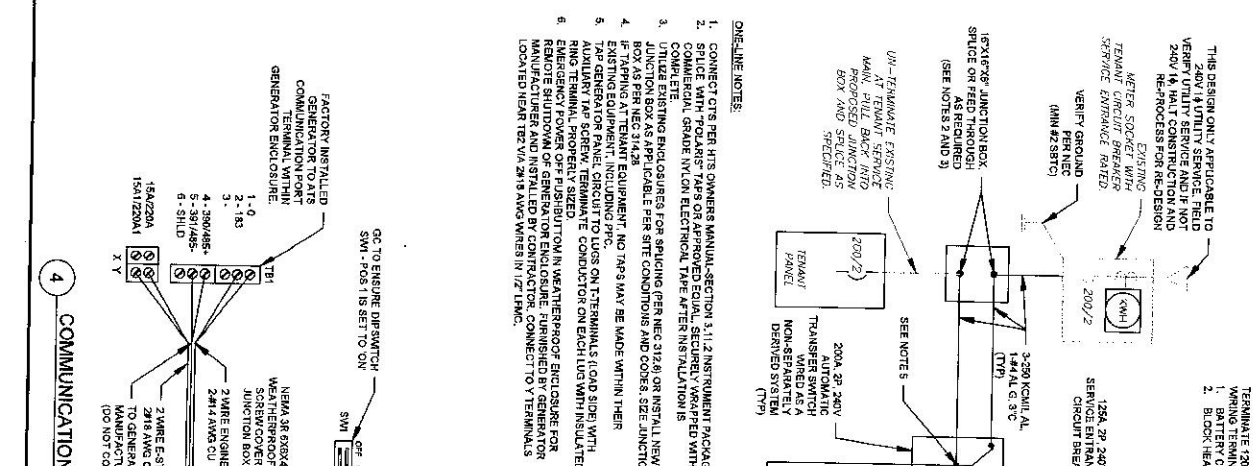 THIS DESIGN ONLY APPLICABLE TO
240V 1ϕ UTILITY SERVICE. FIELD
VERIFY UTILITY SERVICE AND IF NOT
240V 1ϕ, HALT CONSTRUCTION AND
RE-PROCESS FOR RE-DESIGN
EXISTING
METER SOCKET WITH
TENANT CIRCUIT BREAKER
SERVICE ENTRANCE RATED.
VERIFY GROUND
PER NEC
(MIN #2 SBTC)
16"X16"X6" JUNCTION BOX
SPLICE OR FEED THROUGH
AS REQUIRED
(SEE NOTES 2 AND 3)
UN-TERMINATE EXISTING
AT TENANT SERVICE
MAIN, PULL BACK INTO
PROPOSED JUNCTION
BOX AND SPLICE AS
SPECIFIED.
KWH
200/2
200/2
TENANT
PANEL
3-250 KCMIL AL,
1-#4 AL G, 3"C
(TYP)
SEE NOTE 5
200A, 2P, 240V
AUTOMATIC
TRANSFER SWITCH
WIRED AS A
NON-SEPARATELY
DERIVED SYSTEM
(TYP)
TERMINATE 120
WIRING TERMIN
1. BATTERY C
2. BLOCK HEA
125A, 2P, 240
SERVICE ENTRAN
CIRCUIT BREA
ONE-LINE NOTES:
1. CONNECT CT'S PER HTS OWNERS MANUAL-SECTION 3.11.2 INSTRUMENT PACKAG
2. SPLICE WITH "POLARIS" TAPS OR APPROVED EQUAL. SECURELY WRAPPED WITH
COMMERCIAL GRADE NYLON ELECTRICAL TAPE AFTER INSTALLATION IS
COMPLETE.
3. UTILIZE EXISTING ENCLOSURES FOR SPLICING (PER NEC 312.8) OR INSTALL NEW
JUNCTION BOX AS APPLICABLE PER SITE CONDITIONS AND CODES. SIZE JUNCTIO
BOX AS PER NEC 314.28
4. IF TAPPING AT TENANT EQUIPMENT, NO TAPS MAY BE MADE WITHIN THEIR
EXISTING EQUIPMENT, INCLUDING PPC.
5. TAP GENERATOR PANEL CIRCUIT TO LUGS ON T-TERMINALS (LOAD SIDE WITH
AUXILIARY TAP SCREW. TERMINATE CONDUCTOR ON EACH LUG WITH INSULATED
RING TERMINAL PROPERLY SIZED.
6. EMERGENCY POWER OFF PUSHBUTTON IN WEATHERPROOF ENCLOSURE FOR
REMOTE SHUTDOWN OF GENERATOR ENCLOSURE. FURNISHED BY GENERATOR
MANUFACTURER AND INSTALLED BY CONTRACTOR. CONNECT TO Y TERMINALS
LOCATED NEAR TB2 VIA 2#18 AWG WIRES IN 1/2" LFMC.
FACTORY INSTALLED
GENERATOR TO ATS
COMMUNICATION PORT
TERMINAL WITHIN
GENERATOR ENCLOSURE.
GC TO ENSURE DIPSWITCH
SW1 - POS 1 IS SET TO 'ON'
TB1
1 - 0
2 - 183
3 -
4 - 390/485+
5 - 391/485-
6 - SHLD
15A/220A
15A1/220A1
X Y
SW1
OFF
NEMA 3R 6X6X4
WEATHERPROOF
SCREW COVER
JUNCTION BOX
2 WIRE ENGINE
2-#14 AWG CU
2 WIRE E-S
2#18 AWG C
TO GENERA
MANUFACTU
(DO NOT CO
4
COMMUNICATION